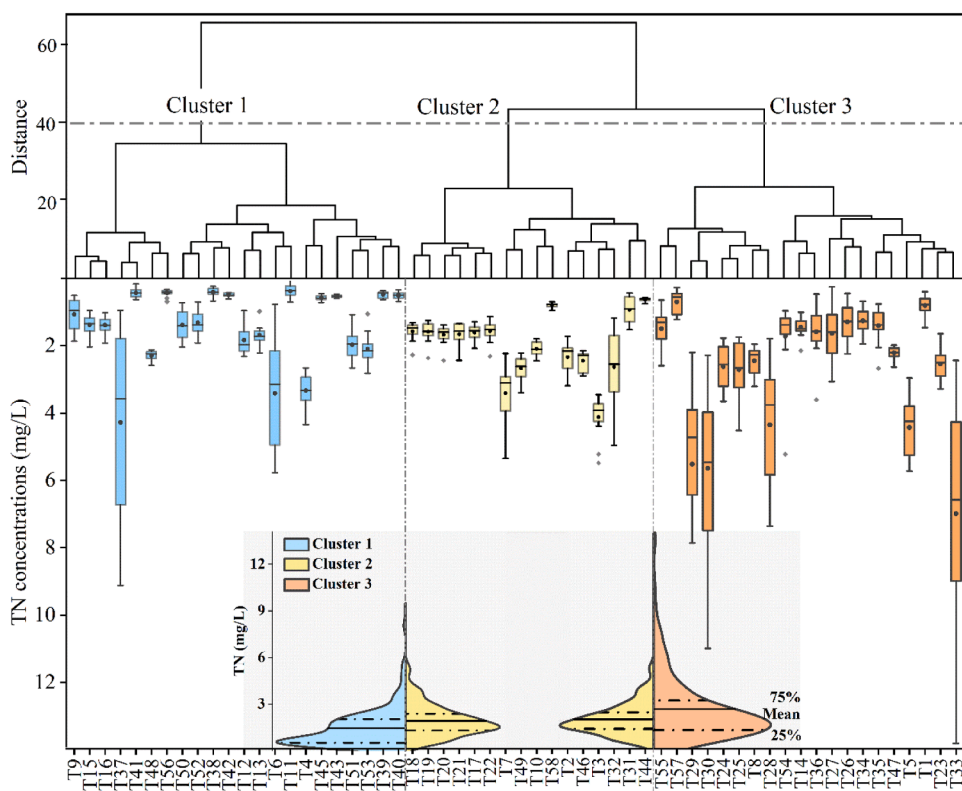 60
40
20
Distance
Cluster 1
Cluster 2
Cluster 3
2
4
6
8
10
12
TN concentrations (mg/L)
Cluster 1
Cluster 2
Cluster 3
12
9
6
3
TN (mg/L)
75%
Mean
25%
T9
T15
T16
T37
T41
T48
T56
T50
T52
T38
T42
T12
T13
T6
T11
T4
T45
T43
T51
T53
T39
T40
T18
T19
T20
T21
T17
T22
T7
T49
T10
T58
T2
T46
T3
T32
T31
T44
T55
T57
T29
T30
T24
T25
T8
T28
T54
T14
T36
T27
T26
T34
T35
T47
T5
T1
T23
T33